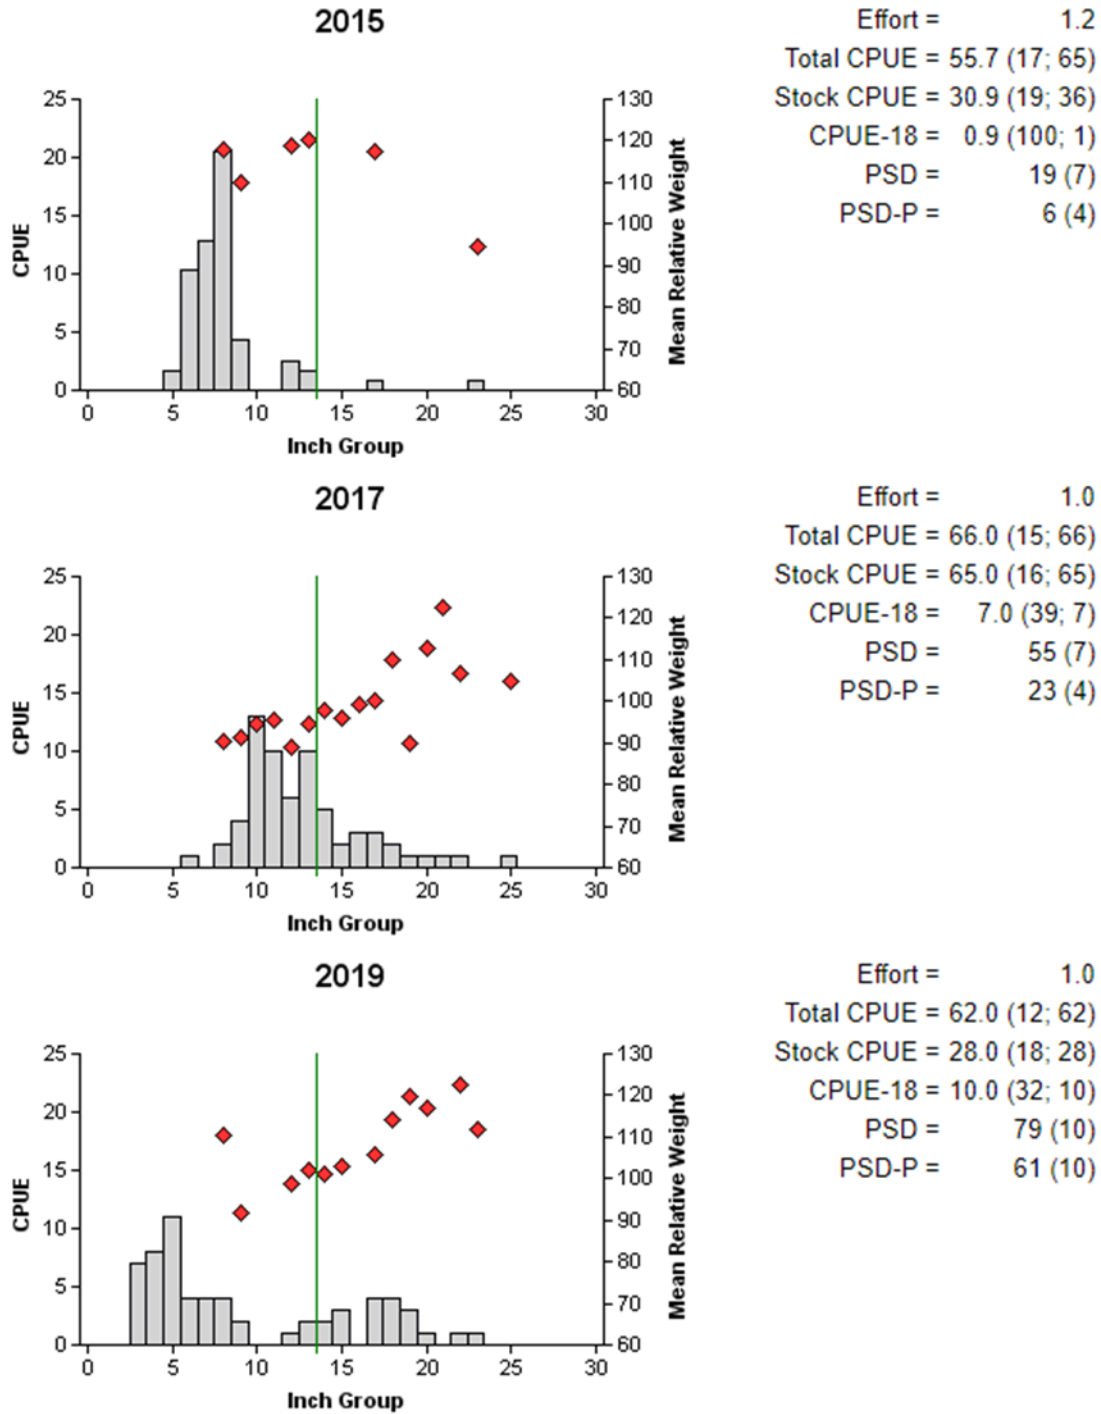 2015
Effort = 1.2
Total CPUE = 55.7 (17; 65)
Stock CPUE = 30.9 (19; 36)
CPUE-18 = 0.9 (100; 1)
PSD = 19 (7)
PSD-P = 6 (4)
CPUE
25
20
15
10
5
0
130
120
110
100
90
80
70
60
Mean Relative Weight
0 5 10 15 20 25 30
Inch Group
2017
Effort = 1.0
Total CPUE = 66.0 (15; 66)
Stock CPUE = 65.0 (16; 65)
CPUE-18 = 7.0 (39; 7)
PSD = 55 (7)
PSD-P = 23 (4)
CPUE
25
20
15
10
5
0
130
120
110
100
90
80
70
60
Mean Relative Weight
0 5 10 15 20 25 30
Inch Group
2019
Effort = 1.0
Total CPUE = 62.0 (12; 62)
Stock CPUE = 28.0 (18; 28)
CPUE-18 = 10.0 (32; 10)
PSD = 79 (10)
PSD-P = 61 (10)
CPUE
25
20
15
10
5
0
130
120
110
100
90
80
70
60
Mean Relative Weight
0 5 10 15 20 25 30
Inch Group